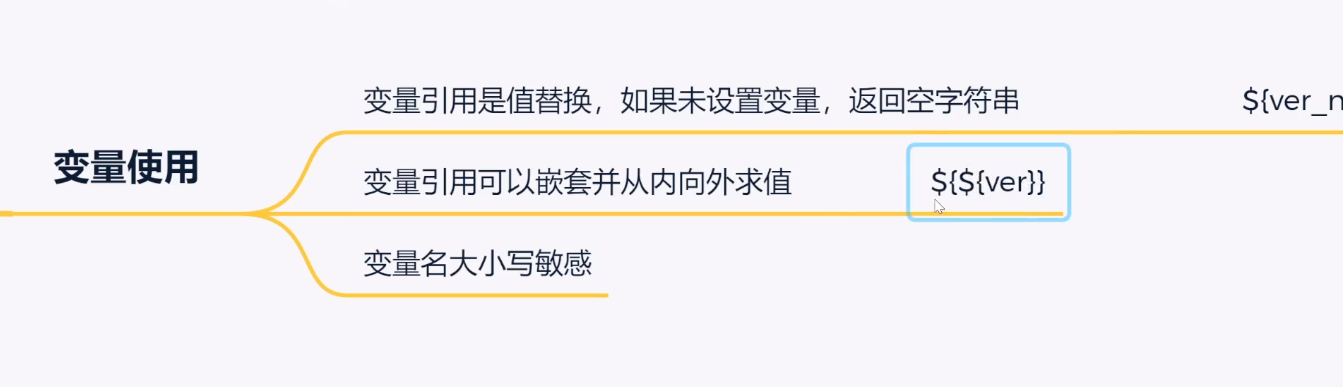 变量使用
变量引用是值替换，如果未设置变量，返回空字符串
${ver_n
变量引用可以嵌套并从内向外求值
${${ver}}
变量名大小写敏感